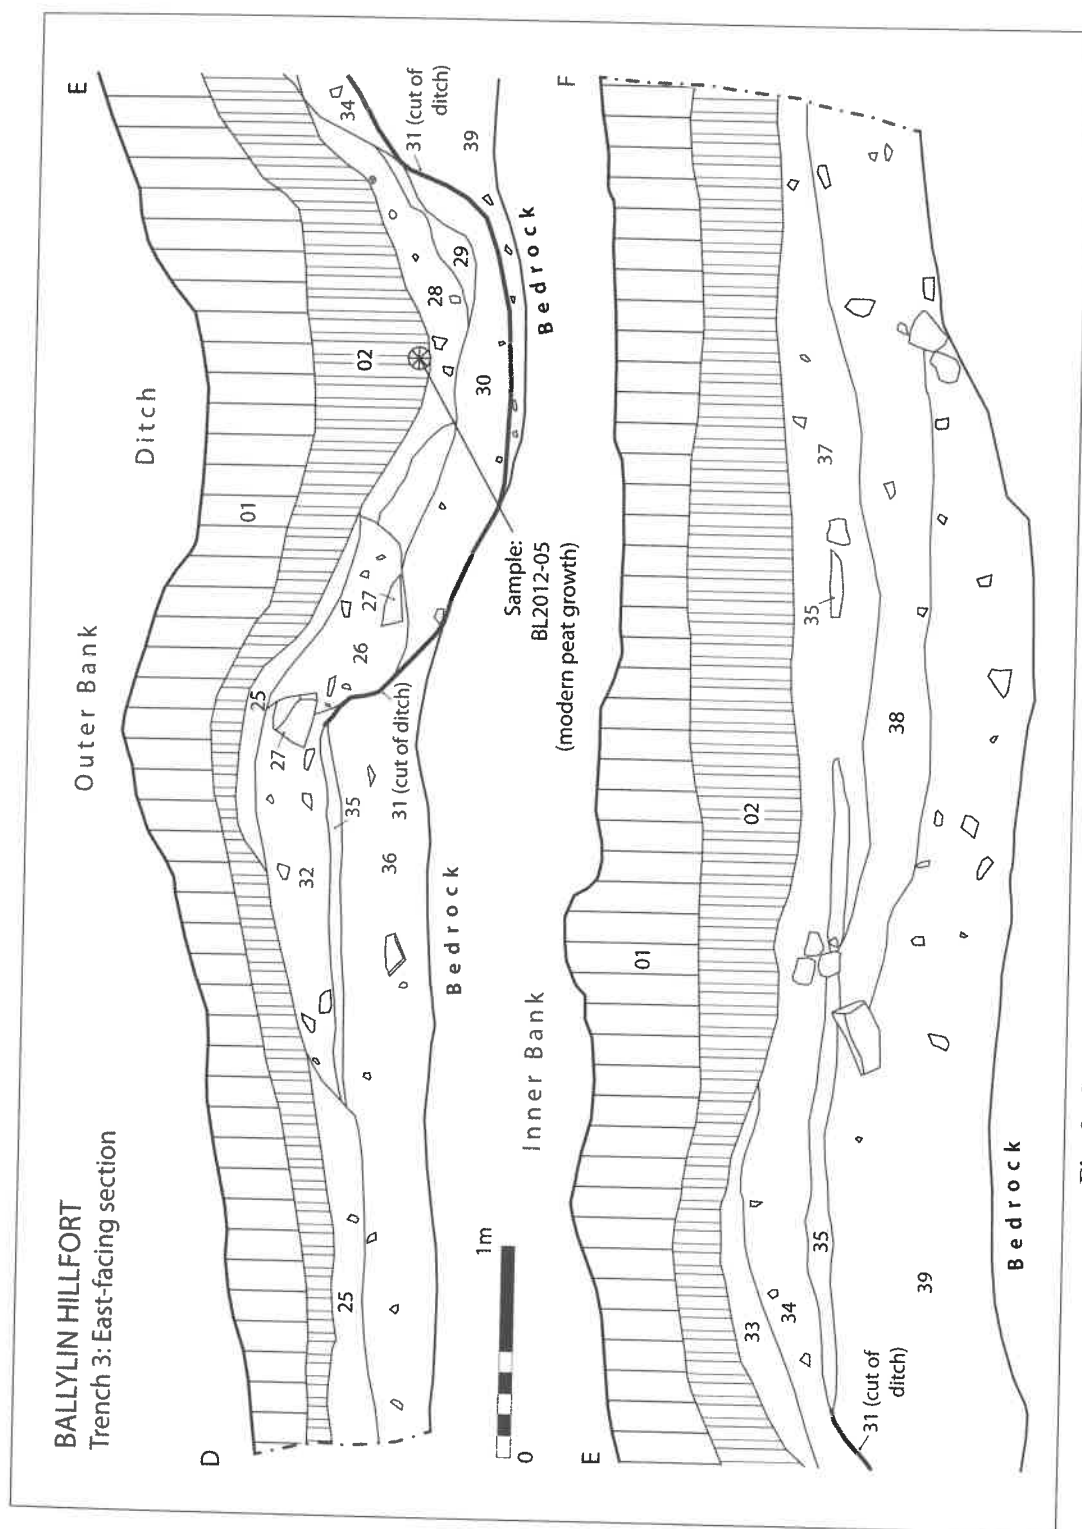 BALLYLIN HILLFORT
Trench 3: East-facing section
D
Outer Bank
Ditch
E
01
02
25
25
26
27
27
28
29
30
31 (cut of ditch)
31 (cut of
ditch)
32
34
35
36
39
Bedrock
Bedrock
Sample:
BL2012-05
(modern peat growth)
0
1m
E
Inner Bank
F
01
02
33
34
35
35
37
38
39
31 (cut of
ditch)
Bedrock